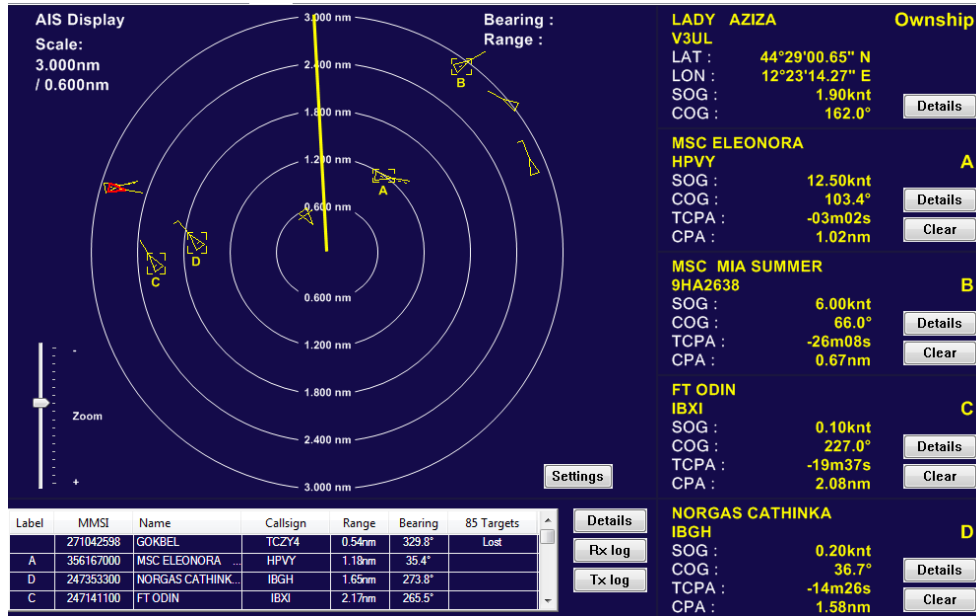 AIS Display
Scale:
3.000nm
/ 0.600nm
Bearing :
Range :
3.000 nm
2.400 nm
1.800 nm
1.200 nm
0.600 nm
0.600 nm
1.200 nm
1.800 nm
2.400 nm
3.000 nm
B
A
D
C
-
Zoom
+
Settings
LADY AZIZA Ownship
V3UL
LAT : 44°29'00.65" N
LON : 12°23'14.27" E
SOG : 1.90knt
COG : 162.0°
Details
MSC ELEONORA
HPVY A
SOG : 12.50knt
COG : 103.4°
TCPA : -03m02s
CPA : 1.02nm
Details
Clear
MSC MIA SUMMER
9HA2638 B
SOG : 6.00knt
COG : 66.0°
TCPA : -26m08s
CPA : 0.67nm
Details
Clear
FT ODIN
IBXI C
SOG : 0.10knt
COG : 227.0°
TCPA : -19m37s
CPA : 2.08nm
Details
Clear
NORGAS CATHINKA
IBGH D
SOG : 0.20knt
COG : 36.7°
TCPA : -14m26s
CPA : 1.58nm
Details
Clear
Label MMSI Name Callsign Range Bearing 85 Targets
271042598 GOKBEL TCZY4 0.54nm 329.8° Lost
A 356167000 MSC ELEONORA ... HPVY 1.18nm 35.4°
D 247353300 NORGAS CATHINK... IBGH 1.65nm 273.8°
C 247141100 FT ODIN IBXI 2.17nm 265.5°
Details
Rx log
Tx log